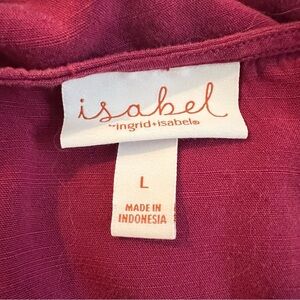 isabel
by ingrid+isabel®
L
MADE IN
INDONESIA